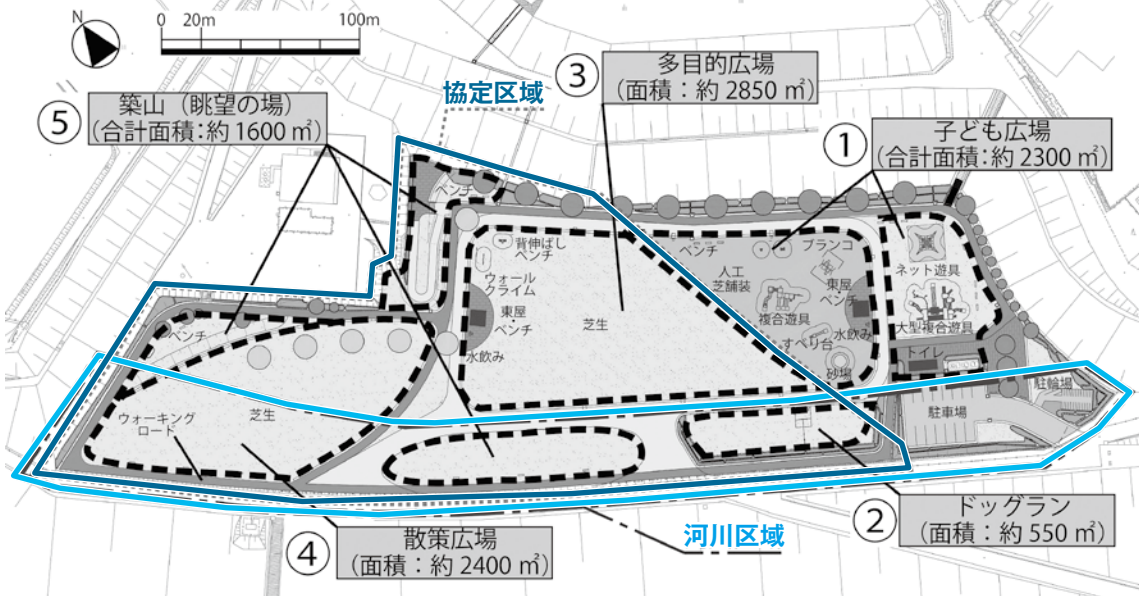 N
0 20m 100m
③
多目的広場
(面積：約 2850 ㎡)
協定区域
⑤
築山（眺望の場）
(合計面積：約 1600 ㎡)
①
子ども広場
(合計面積：約 2300 ㎡)
ベンチ
背伸ばし
ベンチ
ウォール
クライム
東屋
ベンチ
水飲み
芝生
ベンチ
ブランコ
人工
芝舗装
複合遊具
東屋
ベンチ
水飲み
すべり台
砂場
ネット遊具
大型複合遊具
トイレ
駐輪場
駐車場
ベンチ
ウォーキング
ロード
芝生
④
散策広場
(面積：約 2400 ㎡)
河川区域
②
ドッグラン
(面積：約 550 ㎡)